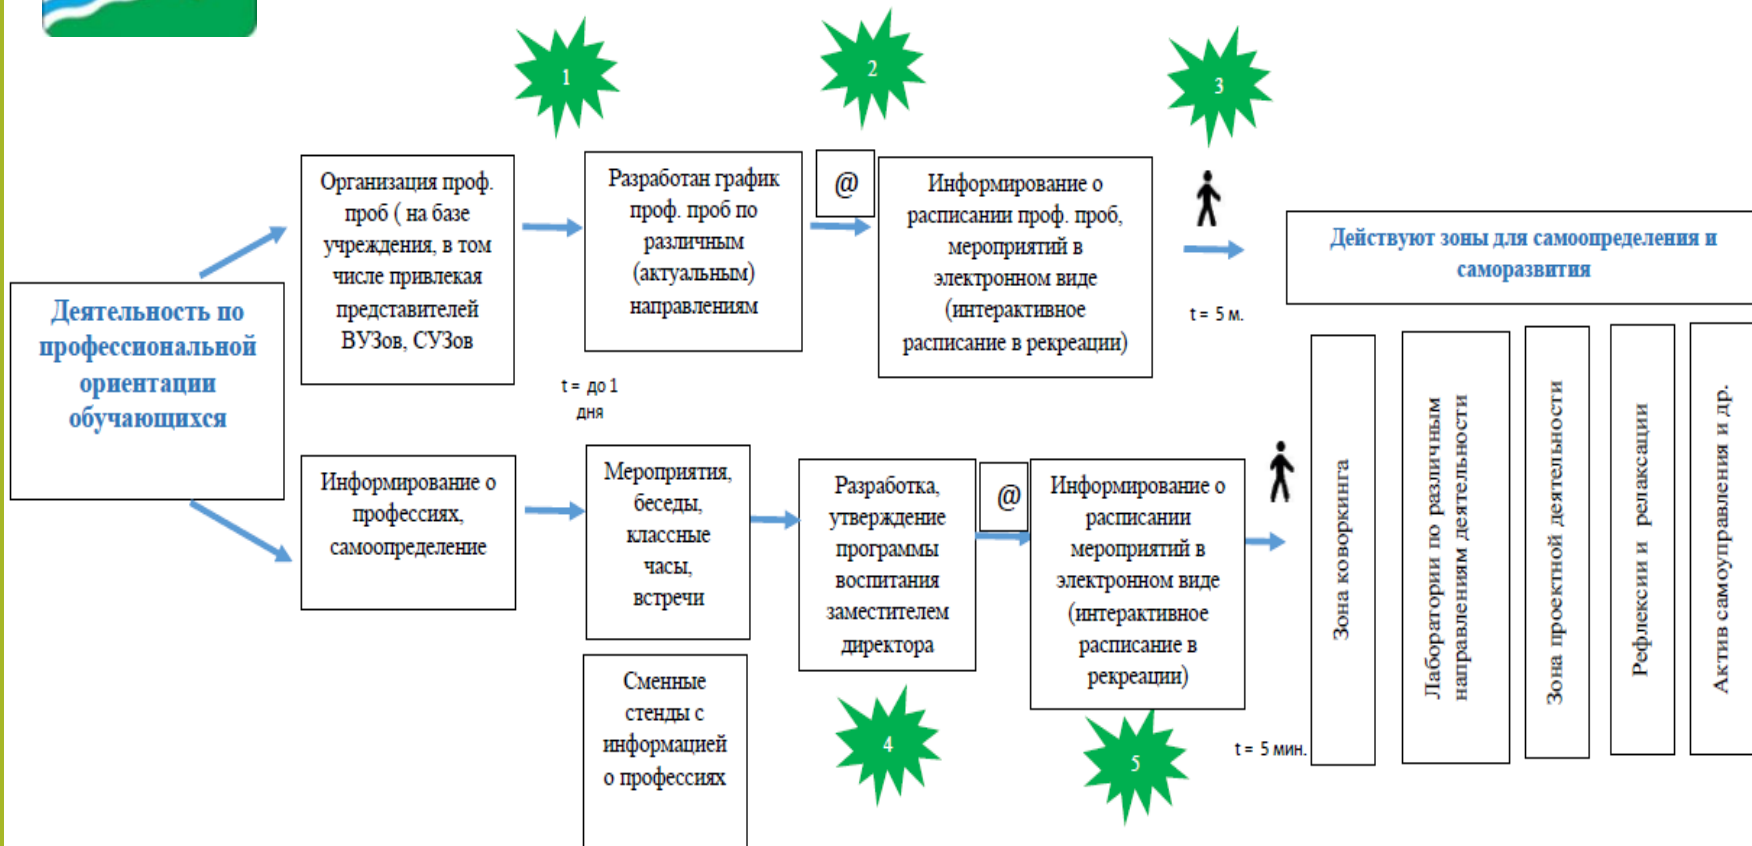 1
2
3
Организация проф.
проб ( на базе
учреждения, в том
числе привлекая
представителей
ВУЗов, СУЗов
Разработан график
проф. проб по
различным
(актуальным)
направлениям
@
Информирование о
расписании проф. проб,
мероприятий в
электронном виде
(интерактивное
расписание в рекреации)
t = 5 м.
Действуют зоны для самоопределения и
саморазвития
Деятельность по
профессиональной
ориентации
обучающихся
t = до 1
дня
Информирование о
профессиях,
самоопределение
Мероприятия,
беседы,
классные
часы,
встречи
Разработка,
утверждение
программы
воспитания
заместителем
директора
@
Информирование о
расписании
мероприятий в
электронном виде
(интерактивное
расписание в
рекреации)
Сменные
стенды с
информацией
о профессиях
4
5
t = 5 мин.
Зона коворкинга
Лаборатории по различным
направлениям деятельности
Зона проектной деятельности
Рефлексии и релаксации
Актив самоуправления и др.